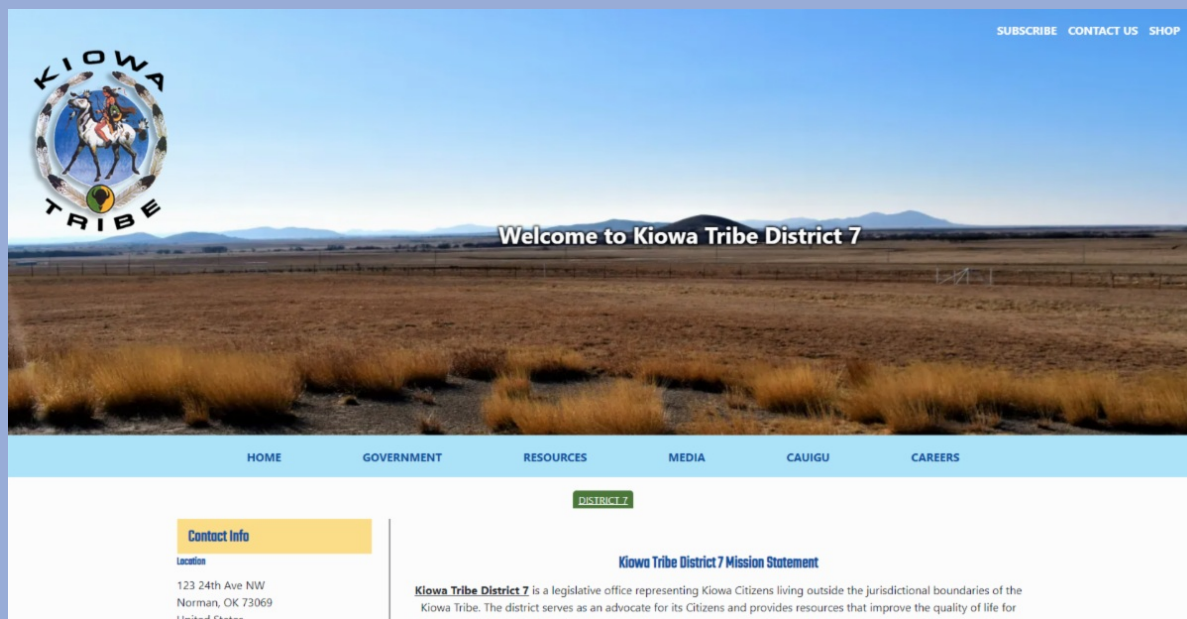 SUBSCRIBE CONTACT US SHOP
KIOWA
TRIBE
Welcome to Kiowa Tribe District 7
HOME GOVERNMENT RESOURCES MEDIA CAUIGU CAREERS
DISTRICT 7
Contact Info
Location
123 24th Ave NW
Norman, OK 73069
United States
Kiowa Tribe District 7 Mission Statement
Kiowa Tribe District 7 is a legislative office representing Kiowa Citizens living outside the jurisdictional boundaries of the
Kiowa Tribe. The district serves as an advocate for its Citizens and provides resources that improve the quality of life for